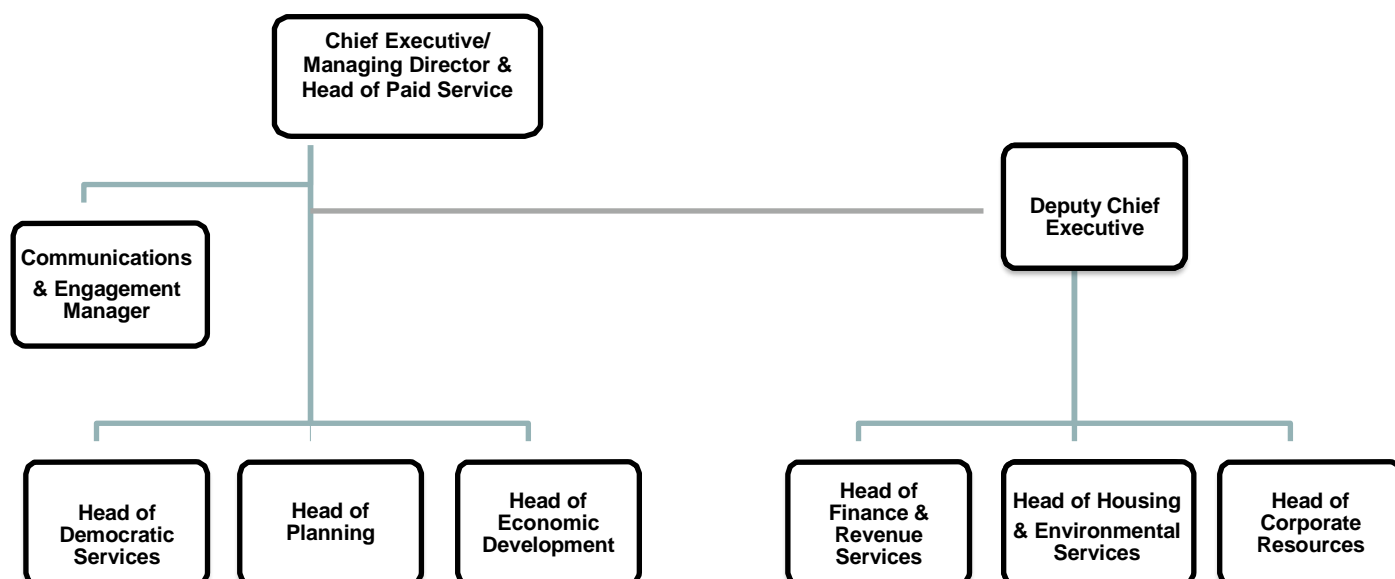 Chief Executive/
Managing Director &
Head of Paid Service
Deputy Chief
Executive
Communications
& Engagement
Manager
Head of
Democratic
Services
Head of
Planning
Head of
Economic
Development
Head of
Finance &
Revenue
Services
Head of Housing
& Environmental
Services
Head of
Corporate
Resources